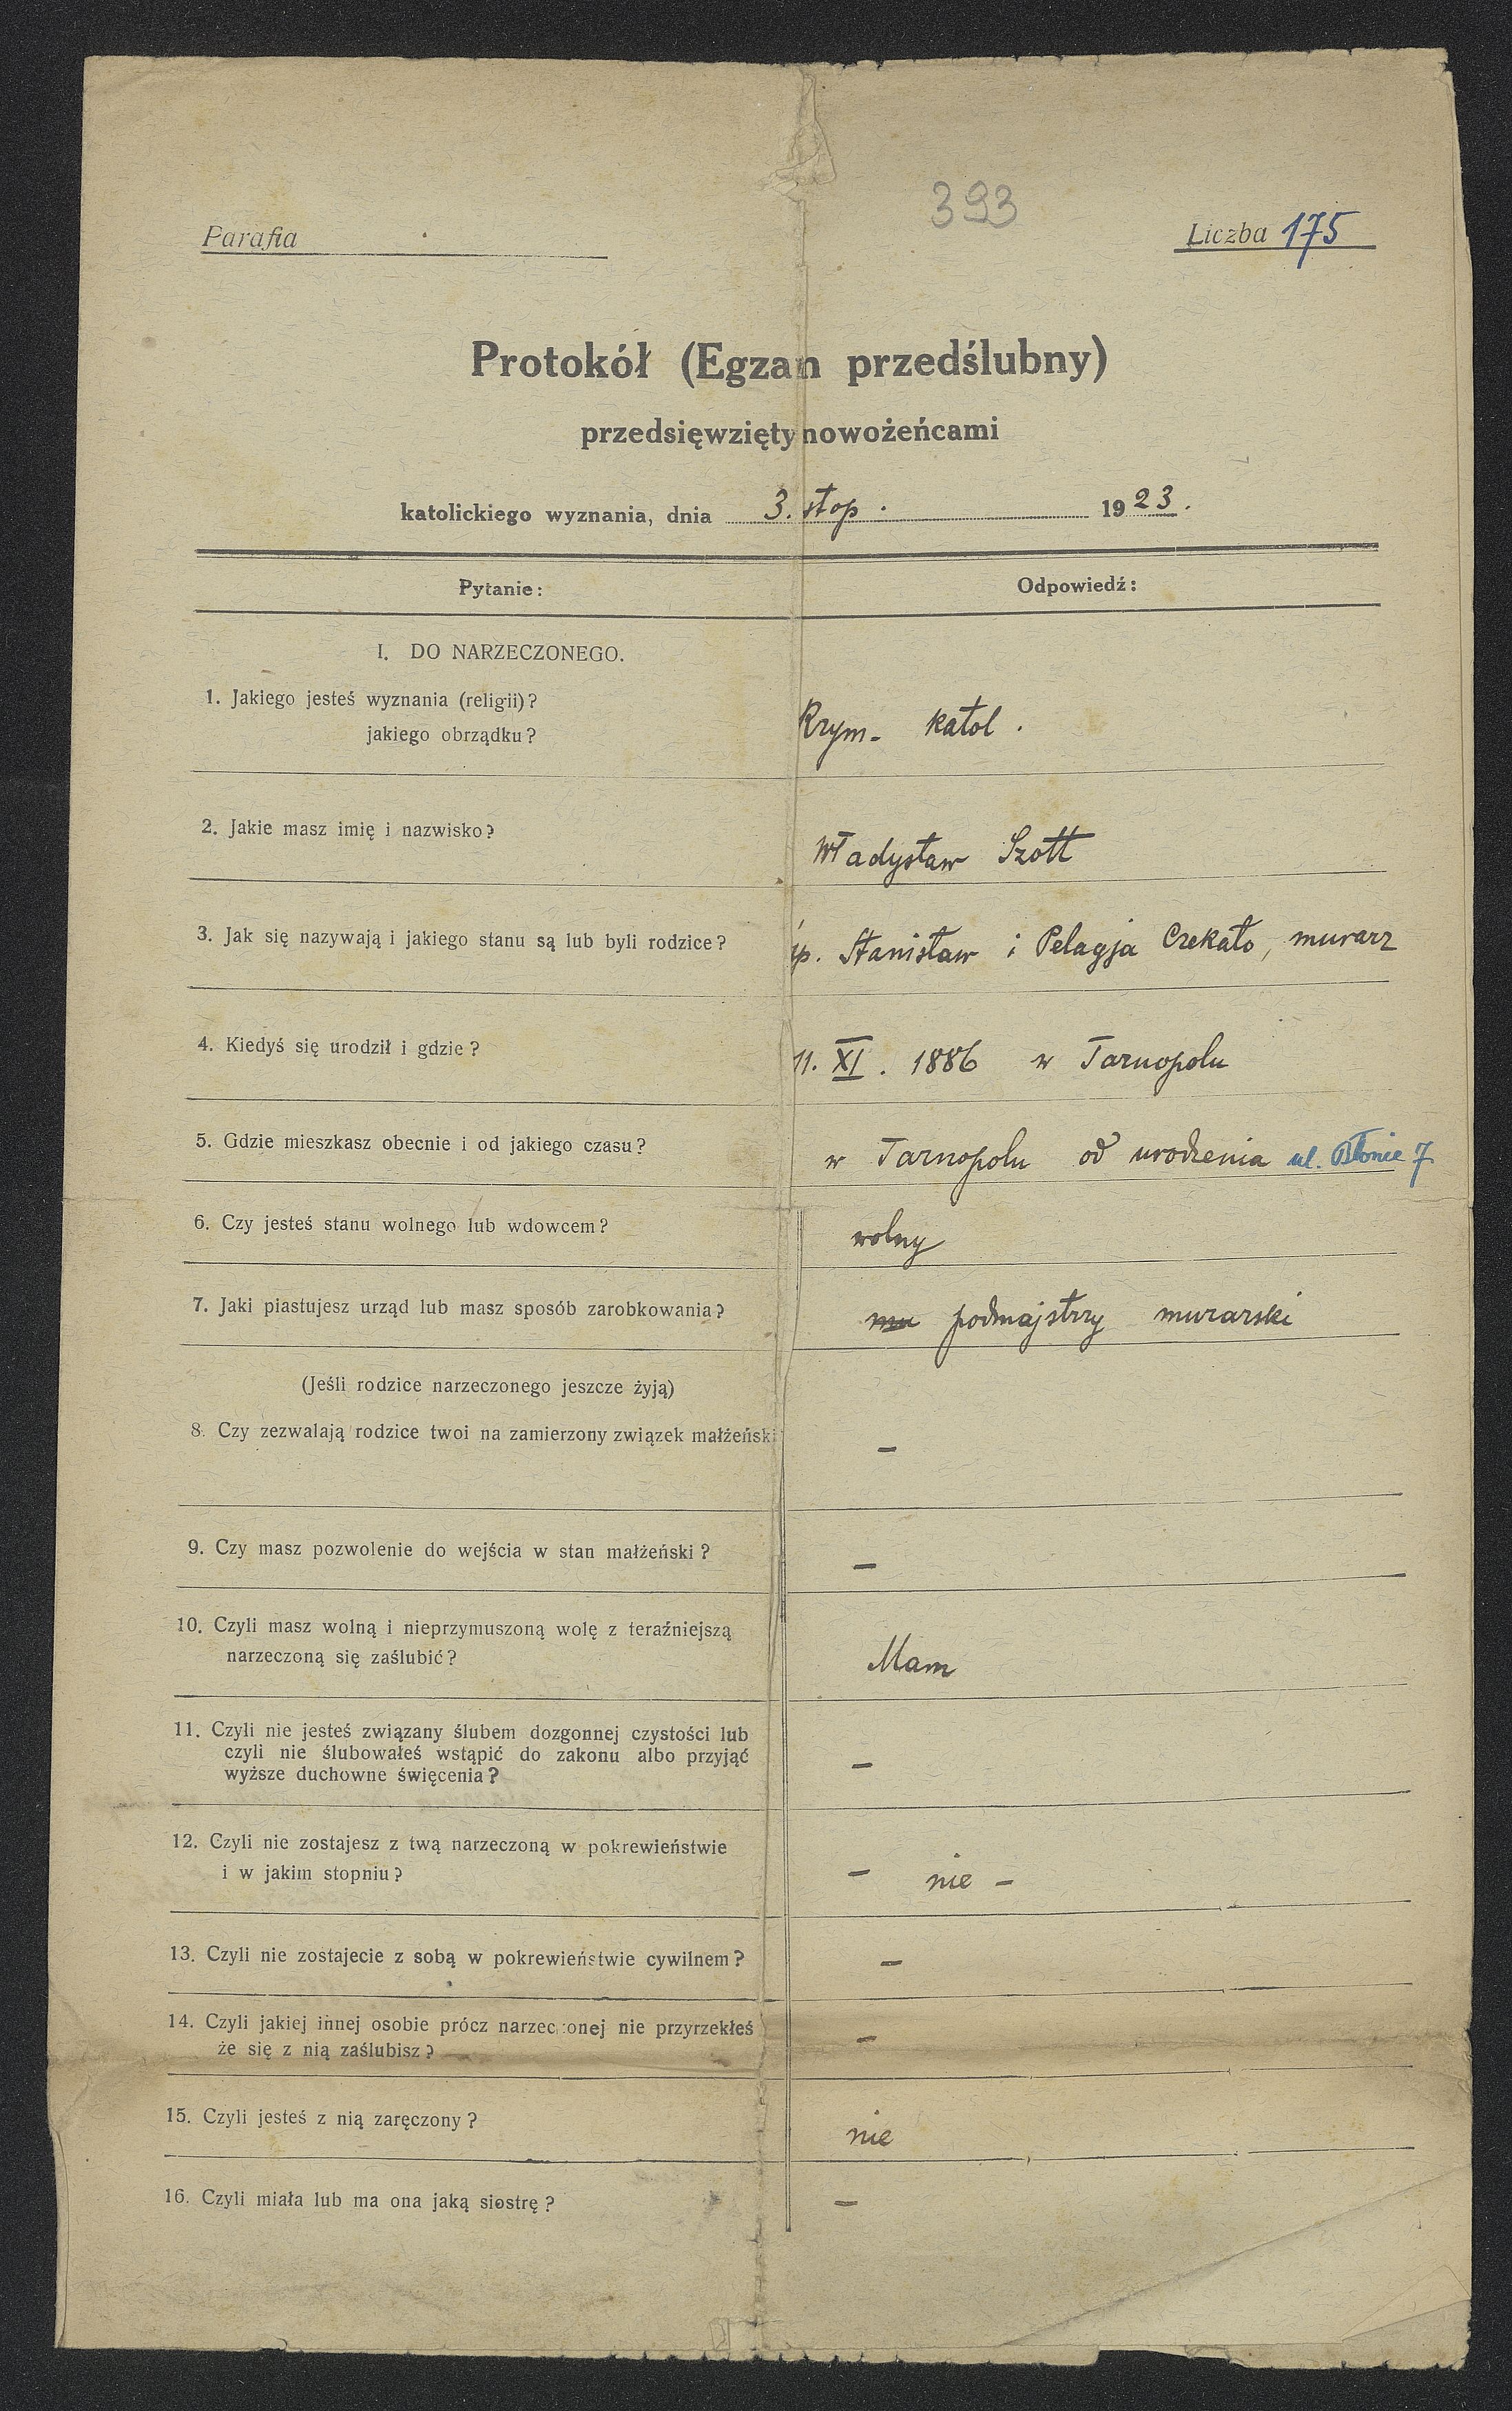 393
Parafia
Liczba 175
Protokół (Egzan przedślubny)
przedsięwzięty nowożeńcami
katolickiego wyznania, dnia 3. stop. 1923.
Pytanie: Odpowiedź:
I. DO NARZECZONEGO.
1. Jakiego jesteś wyznania (religii)?
jakiego obrządku?
Rzym- katol.
2. Jakie masz imię i nazwisko?
Władysław Szott
3. Jak się nazywają i jakiego stanu są lub byli rodzice?
śp. Stanisław i Pelagja Czekało, murarz
4. Kiedyś się urodził i gdzie?
11. XI. 1886 w Tarnopolu
5. Gdzie mieszkasz obecnie i od jakiego czasu?
w Tarnopolu od urodzenia ul. Błonie 7
6. Czy jesteś stanu wolnego lub wdowcem?
wolny
7. Jaki piastujesz urząd lub masz sposób zarobkowania?
mu podmajstrzy murarski
(Jeśli rodzice narzeczonego jeszcze żyją)
8. Czy zezwalają rodzice twoi na zamierzony związek małżeński
–
9. Czy masz pozwolenie do wejścia w stan małżeński?
–
10. Czyli masz wolną i nieprzymuszoną wolę z teraźniejszą
narzeczoną się zaślubić?
Mam
11. Czyli nie jesteś związany ślubem dozgonnej czystości lub
czyli nie ślubowałeś wstąpić do zakonu albo przyjąć
wyższe duchowne święcenia?
–
12. Czyli nie zostajesz z twą narzeczoną w pokrewieństwie
i w jakim stopniu?
– nie –
13. Czyli nie zostajecie z sobą w pokrewieństwie cywilnem?
–
14. Czyli jakiej innej osobie prócz narzeczonej nie przyrzekłeś
że się z nią zaślubisz?
–
15. Czyli jesteś z nią zaręczony?
nie
16. Czyli miała lub ma ona jaką siostrę?
–